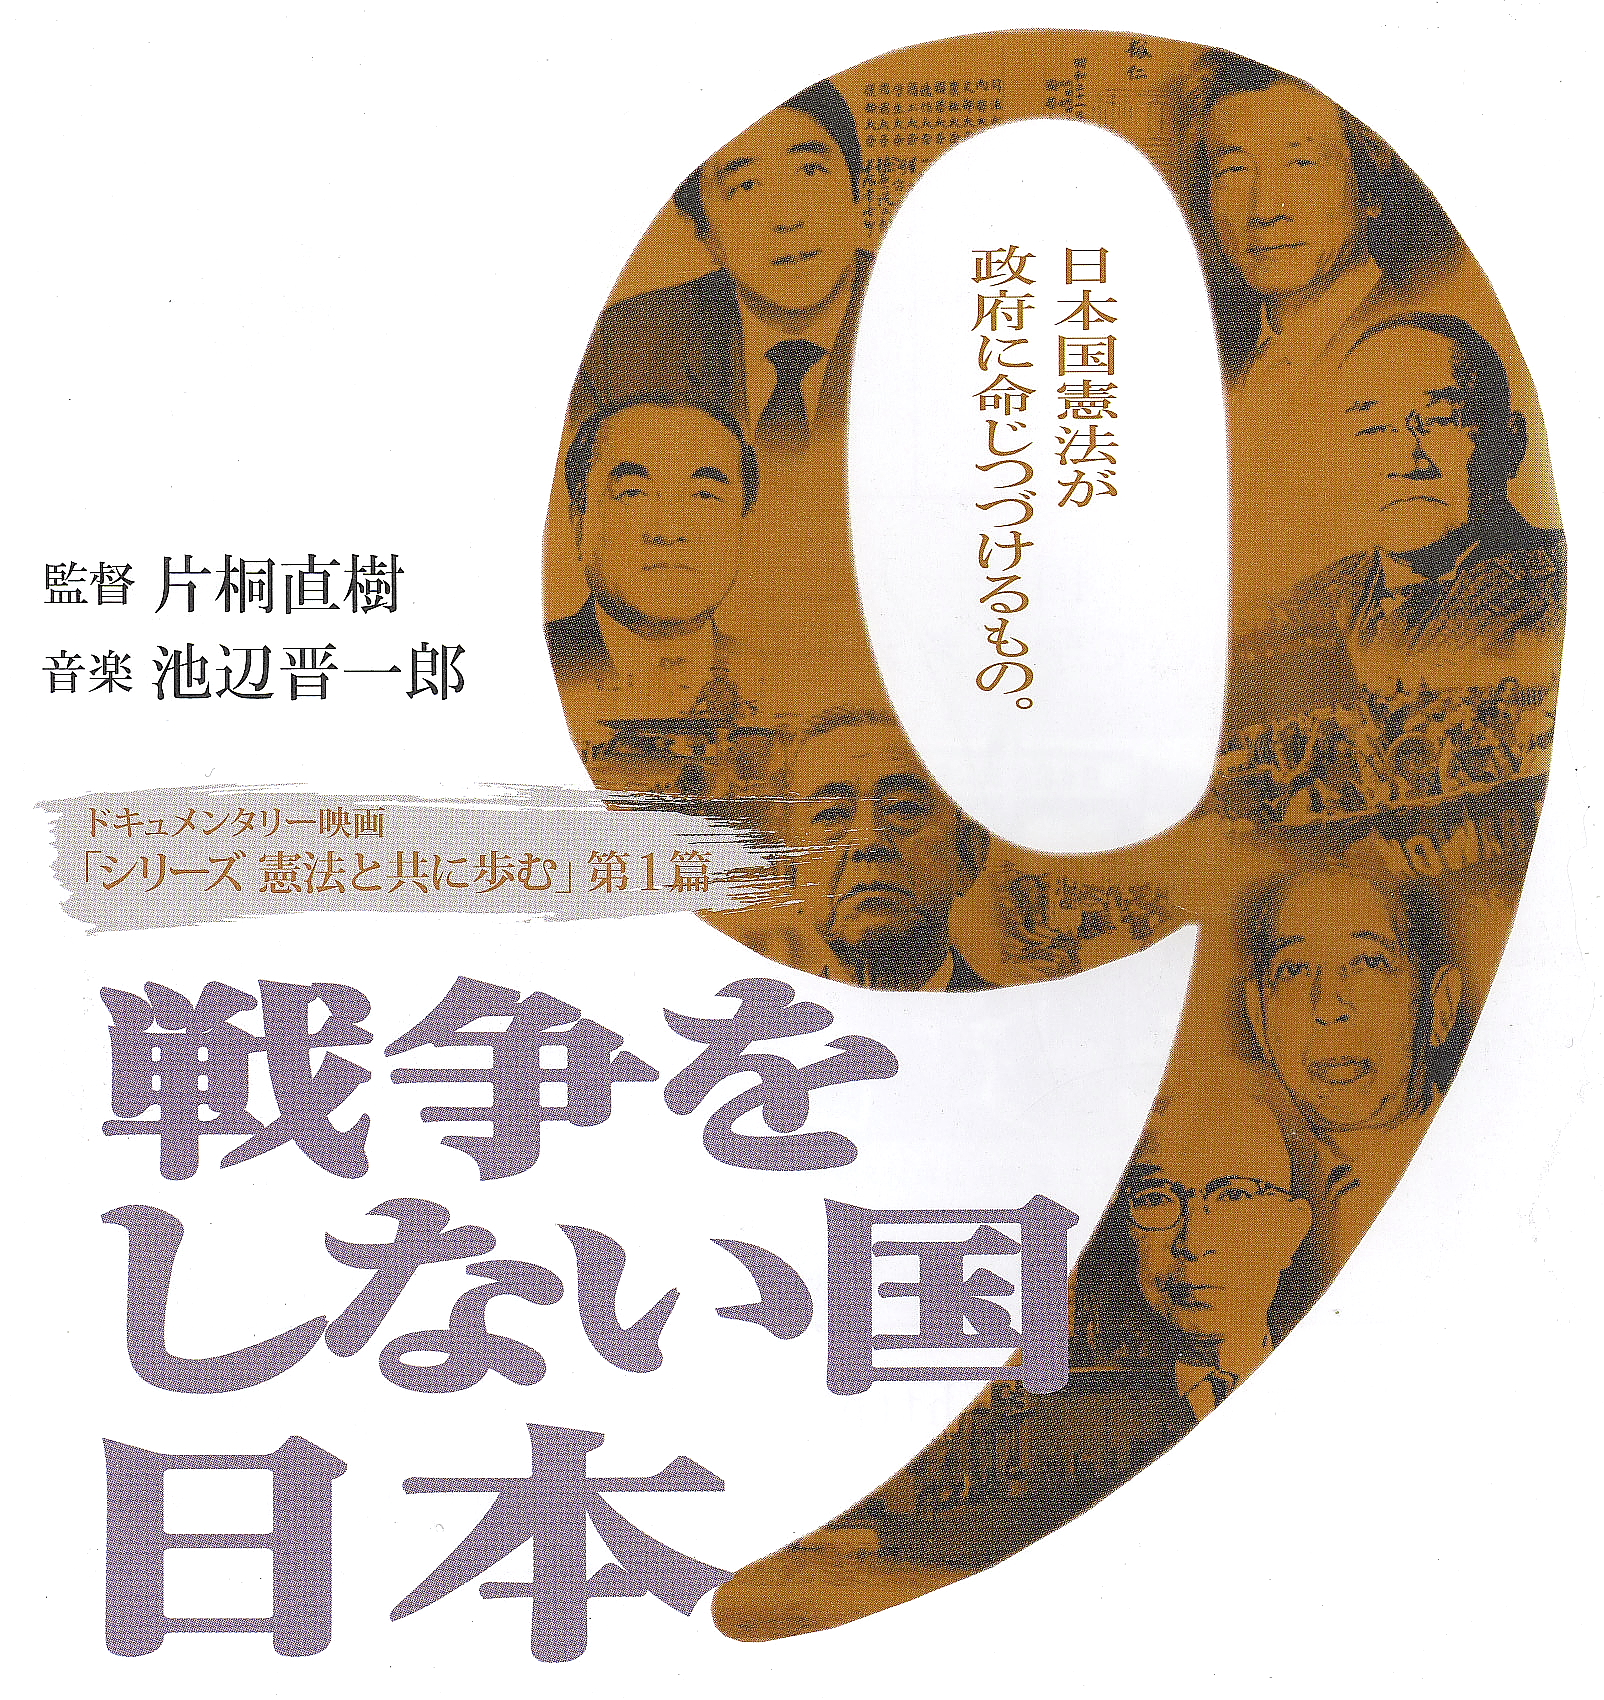 日本国憲法が
政府に命じつづけるもの。
監督 片桐直樹
音楽 池辺晋一郎
ドキュメンタリー映画
「シリーズ 憲法と共に歩む」第1篇
戦争を
しない国
日本
9